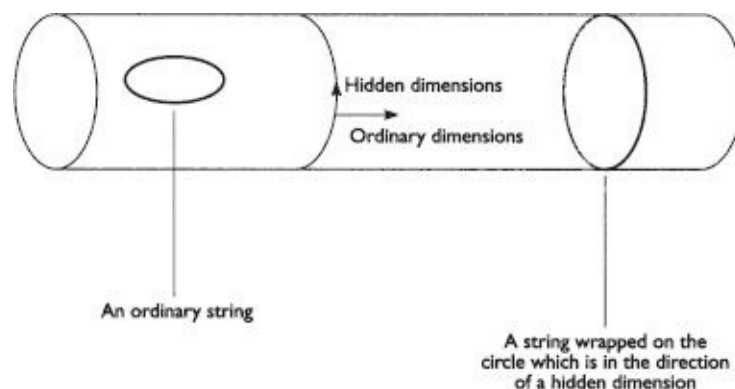 Hidden dimensions
Ordinary dimensions
An ordinary string
A string wrapped on the
circle which is in the direction
of a hidden dimension